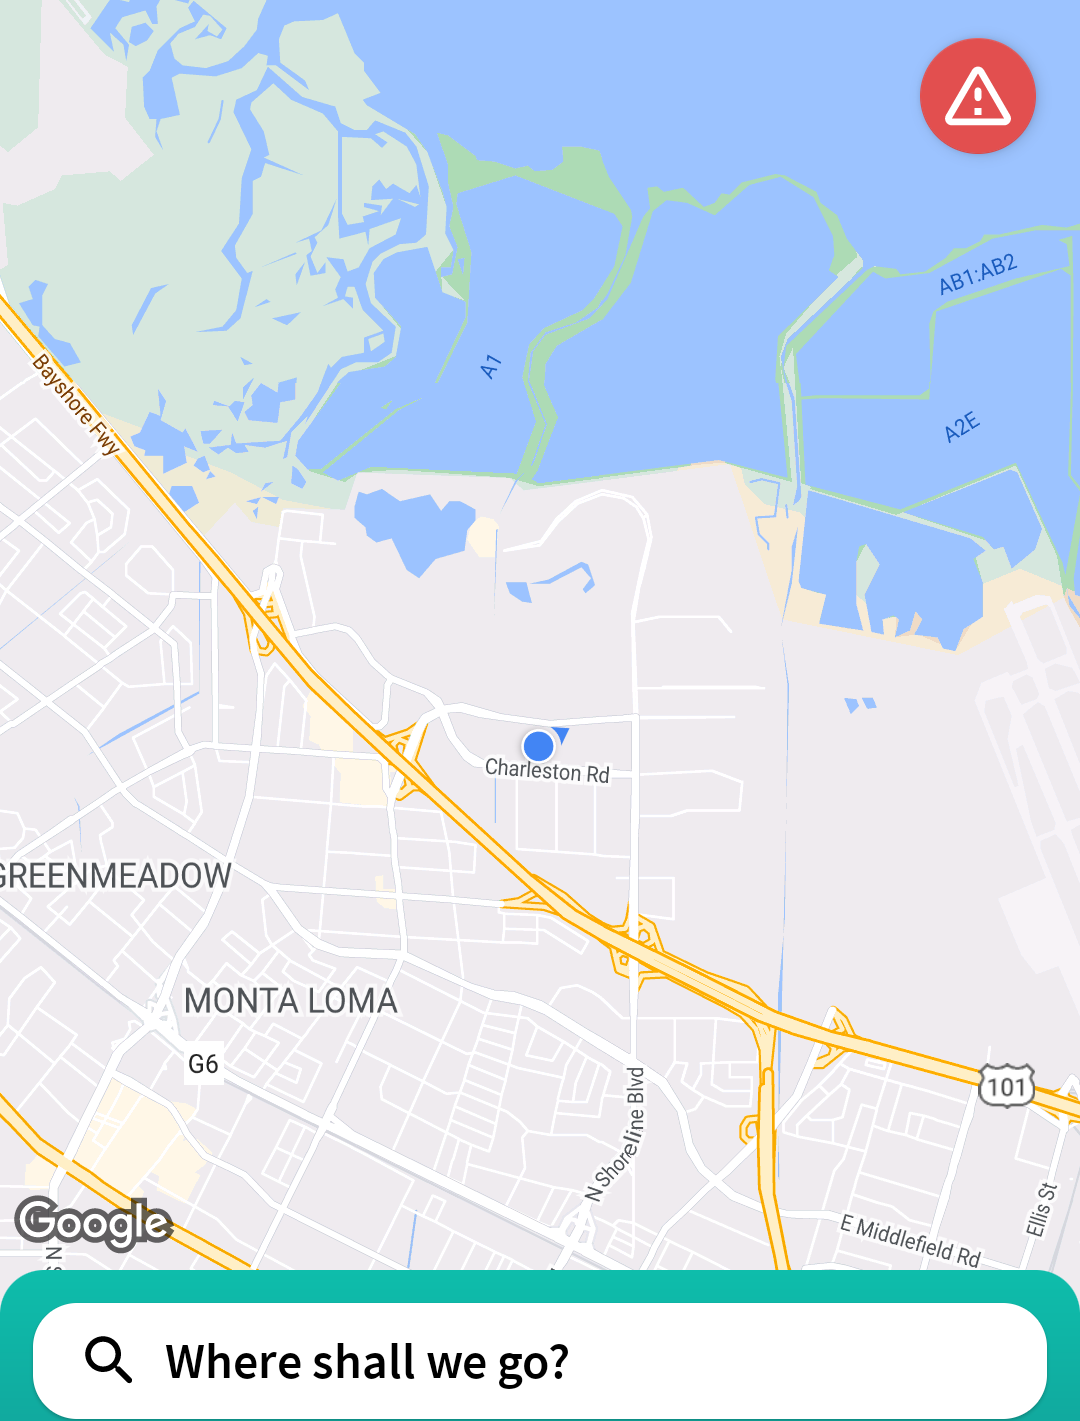 AB1:AB2
A1
Bayshore Fwy
A2E
Charleston Rd
GREENMEADOW
MONTA LOMA
G6
101
N Shoreline Blvd
Ellis St
E Middlefield Rd
Google
S N
Where shall we go?